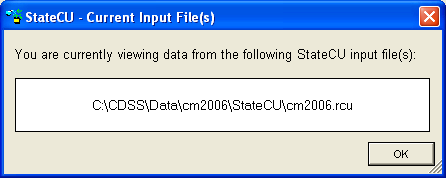 StateCU - Current Input File(s)
You are currently viewing data from the following StateCU input file(s):
C:\CDSS\Data\cm2006\StateCU\cm2006.rcu
OK